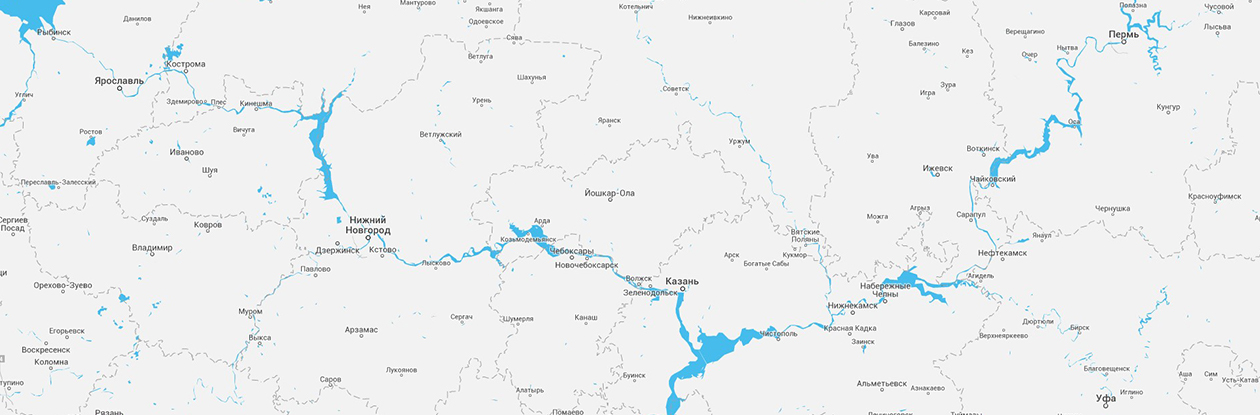 Нея
Мантурово
Якшанга
Одоевское
Котельнич
Нижнеивкино
Карсовай
Полазна
Чусовой
Данилов
Рыбинск
Глазов
Верещагино
Пермь
Лысьва
Сява
Балезино
Кез
Нытва
Очер
Ветлуга
Кострома
Ярославль
Шахунья
Зура
Игра
Углич
Здемирово
Плес
Кинешма
Урень
Советск
Кунгур
Ростов
Вичуга
Ветлужский
Яранск
Оса
Уржум
Иваново
Шуя
Ува
Воткинск
Ижевск
Чайковский
Переславль-Залесский
Йошкар-Ола
Красноуфимск
Сергиев
Посад
Суздаль
Ковров
Нижний
Новгород
Арда
Можга
Агрыз
Сарапул
Чернушка
Козьмодемьянск
Вятские
Поляны
Янаул
Владимир
Дзержинск
Кстово
Чебоксары
Новочебоксарск
Лысково
Арск
Кукмор
Богатые Сабы
Нефтекамск
Павлово
Волжск
Казань
Зеленодольск
Агидель
Орехово-Зуево
Набережные
Челны
Муром
Нижнекамск
Сергач
Шумерля
Канаш
Егорьевск
Арзамас
Чистополь
Красная Кадка
Дюртюли
Бирск
Выкса
Заинск
Верхнеяркеево
Воскресенск
Коломна
Лукоянов
Саров
Буинск
Благовещенск
Аша
Сим
Усть-Катав
Алатырь
Альметьевск
Азнакаево
Иглино
Уфа
Рязань
Помаево